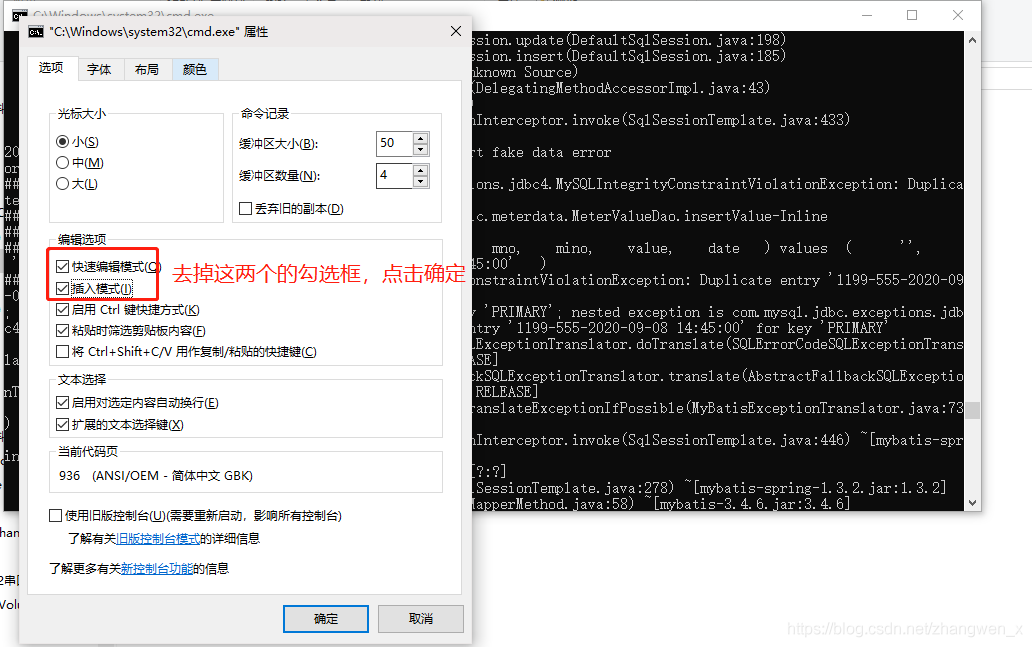 C:\Windows\system32\cmd.exe
"C:\Windows\system32\cmd.exe" 属性
选项
字体
布局
颜色
光标大小
小(S)
中(M)
大(L)
命令记录
缓冲区大小(B):
50
缓冲区数量(N):
4
丢弃旧的副本(D)
编辑选项
快速编辑模式(Q)
插入模式(I)
去掉这两个的勾选框，点击确定
启用 Ctrl 键快捷方式(K)
粘贴时筛选剪贴板内容(F)
将 Ctrl+Shift+C/V 用作复制/粘贴的快捷键(C)
文本选择
启用对选定内容自动换行(E)
扩展的文本选择键(X)
当前代码页
936 (ANSI/OEM - 简体中文 GBK)
使用旧版控制台(U)(需要重新启动，影响所有控制台)
了解有关旧版控制台模式的详细信息
了解更多有关新控制台功能的信息
确定
取消
ssion.update(DefaultSqlSession.java:198)
ssion.insert(DefaultSqlSession.java:185)
nknown Source)
(DelegatingMethodAccessorImpl.java:43)
nInterceptor.invoke(SqlSessionTemplate.java:433)
rt fake data error
ions.jdbc4.MySQLIntegrityConstraintViolationException: Duplica
ic.meterdata.MeterValueDao.insertValue-Inline
mno, mino, value, date ) values ( '',
45:00' )
onstraintViolationException: Duplicate entry '1199-555-2020-09
y 'PRIMARY'; nested exception is com.mysql.jdbc.exceptions.jdb
ntry '1199-555-2020-09-08 14:45:00' for key 'PRIMARY'
LExceptionTranslator.doTranslate(SQLErrorCodeSQLExceptionTrans
ASE]
ckSQLExceptionTranslator.translate(AbstractFallbackSQLExceptio
RELEASE]
ranslateExceptionIfPossible(MyBatisExceptionTranslator.java:73
nInterceptor.invoke(SqlSessionTemplate.java:446) ~[mybatis-spr
[?:?]
lSessionTemplate.java:278) ~[mybatis-spring-1.3.2.jar:1.3.2]
MapperMethod.java:58) ~[mybatis-3.4.6.jar:3.4.6]
https://blog.csdn.net/zhangwen_x